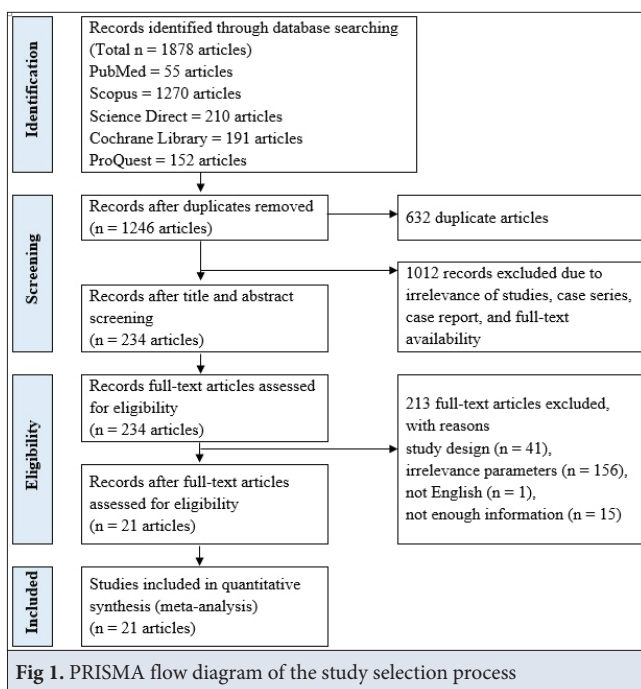 Identification
Records identified through database searching
(Total n = 1878 articles)
PubMed = 55 articles
Scopus = 1270 articles
Science Direct = 210 articles
Cochrane Library = 191 articles
ProQuest = 152 articles
Screening
Records after duplicates removed
(n = 1246 articles)
632 duplicate articles
1012 records excluded due to
irrelevance of studies, case series,
case report, and full-text
availability
Records after title and abstract
screening
(n = 234 articles)
Eligibility
Records full-text articles assessed
for eligibility
(n = 234 articles)
213 full-text articles excluded,
with reasons
study design (n = 41),
irrelevance parameters (n = 156),
not English (n = 1),
not enough information (n = 15)
Records after full-text articles
assessed for eligibility
(n = 21 articles)
Included
Studies included in quantitative
synthesis (meta-analysis)
(n = 21 articles)
Fig 1. PRISMA flow diagram of the study selection process